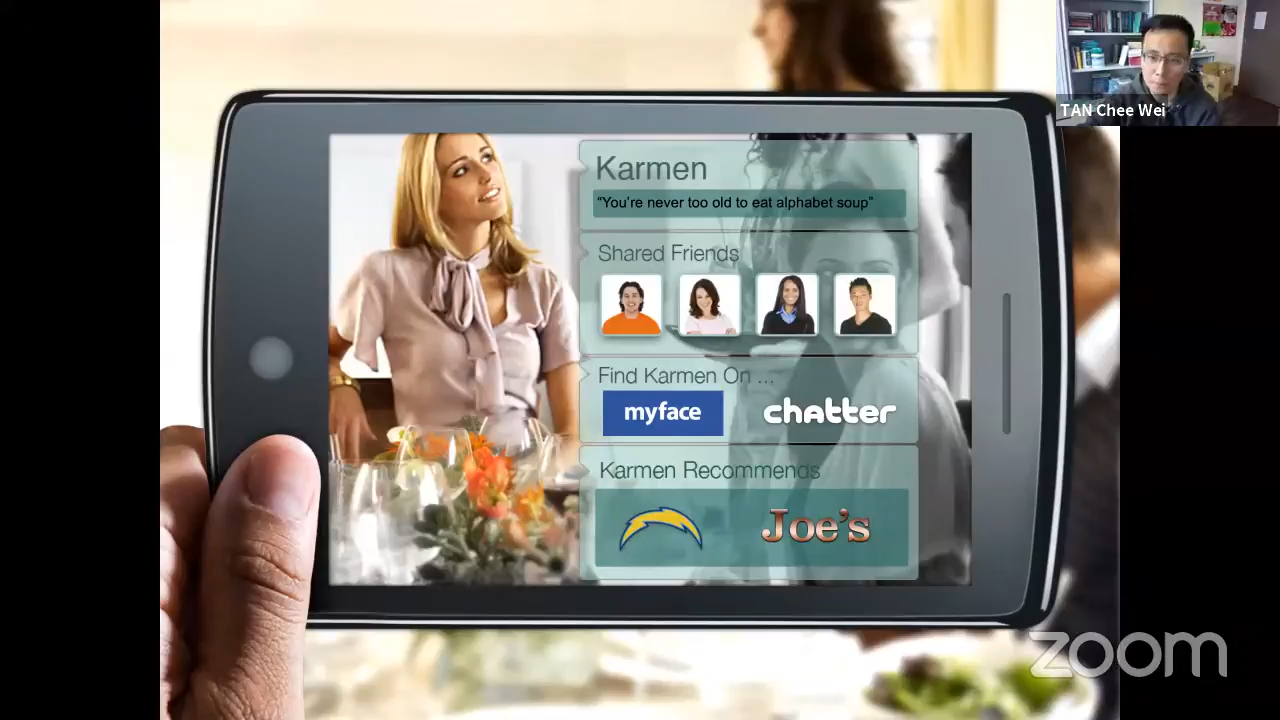 TAN Chee Wei
Karmen
“You’re never too old to eat alphabet soup”
Shared Friends
Find Karmen On ...
myface
chatter
Karmen Recommends
Joe's
zoom